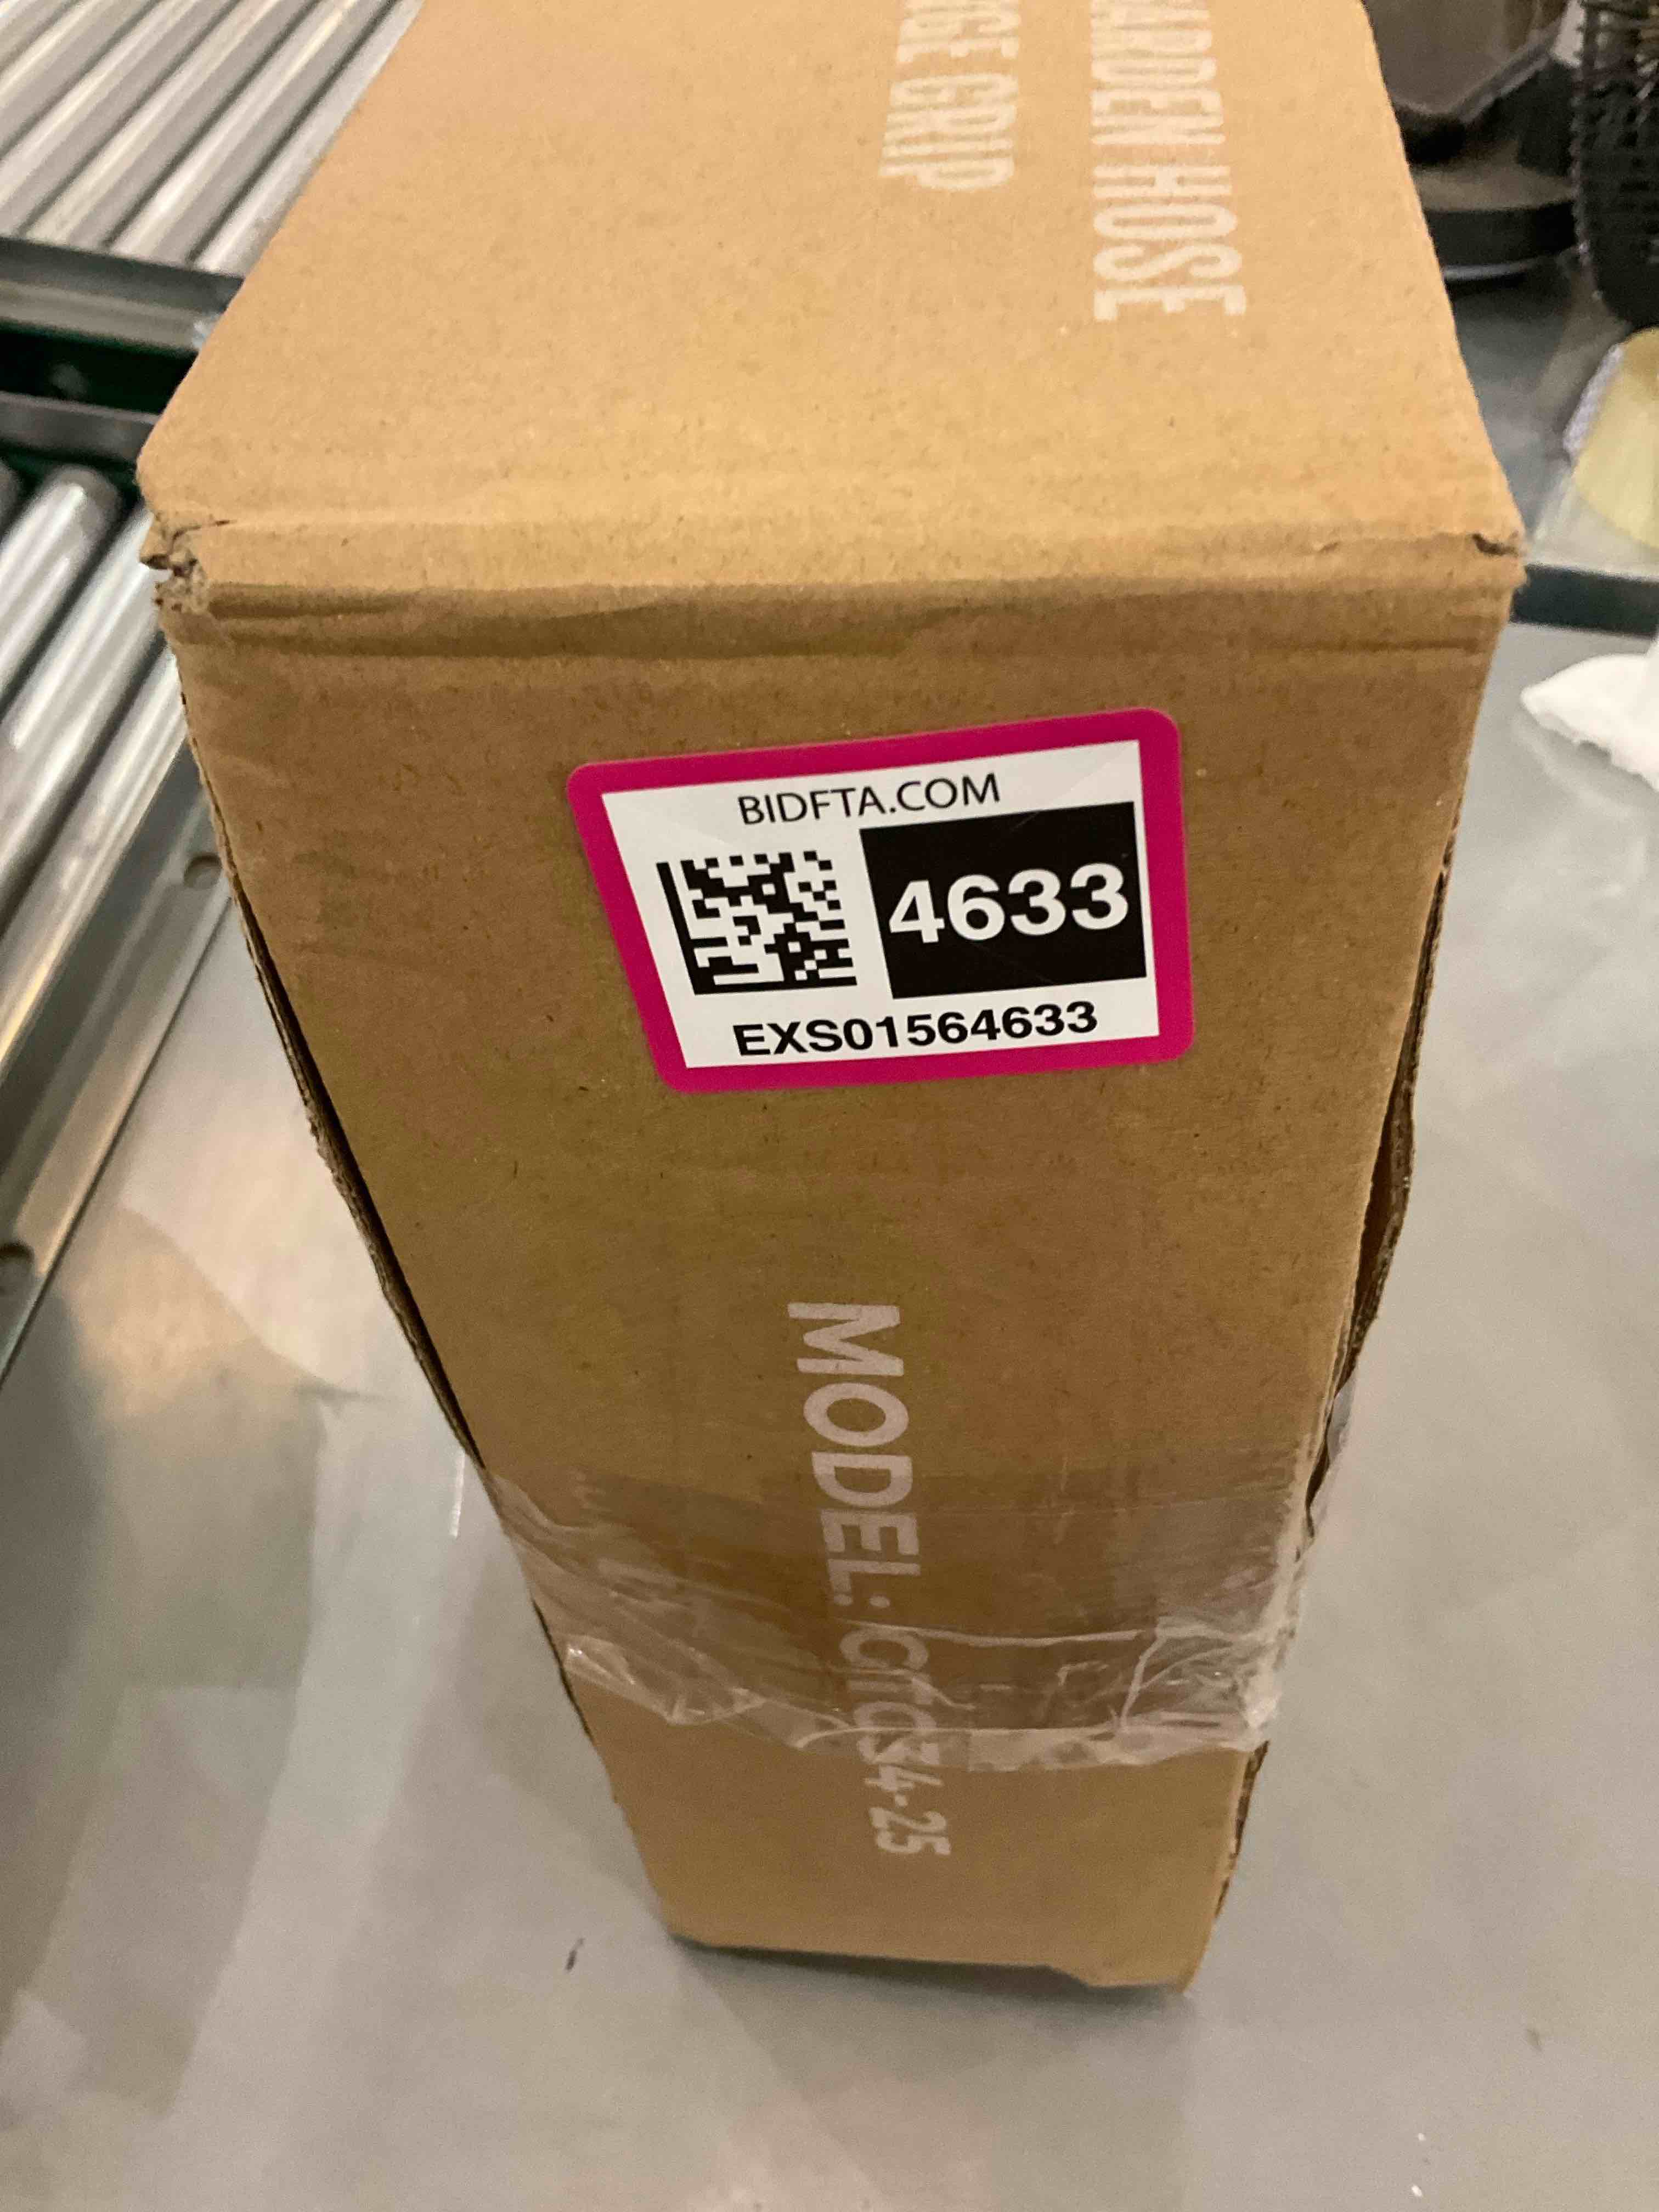 GARDEN HOSE
GRIP
BIDFTA.COM
4633
EXS01564633
MODEL: